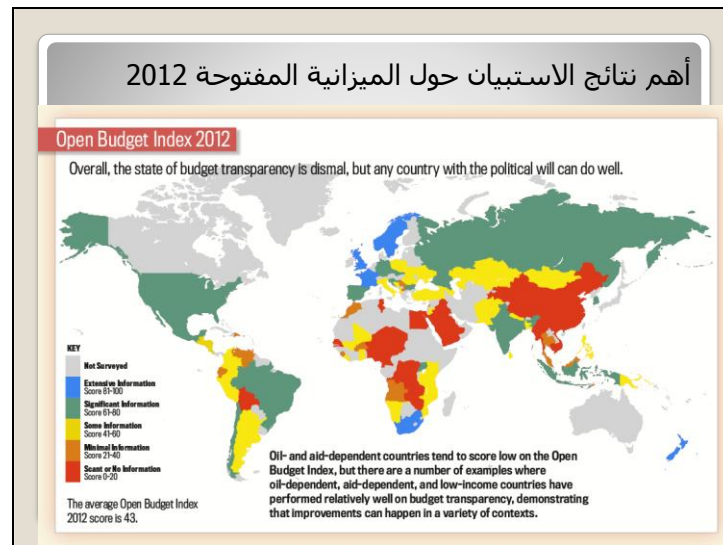 أهم نتائج الاستبيان حول الميزانية المفتوحة 2012
Open Budget Index 2012
Overall, the state of budget transparency is dismal, but any country with the political will can do well.
KEY
Not Surveyed
Extensive Information
Score 81-100
Significant Information
Score 61-80
Some Information
Score 41-60
Minimal Information
Score 21-40
Scant or No Information
Score 0-20
The average Open Budget Index
2012 score is 43.
Oil- and aid-dependent countries tend to score low on the Open
Budget Index, but there are a number of examples where
oil-dependent, aid-dependent, and low-income countries have
performed relatively well on budget transparency, demonstrating
that improvements can happen in a variety of contexts.